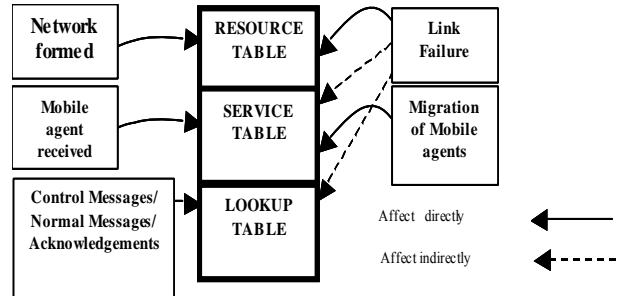 Network
formed
RESOURCE
TABLE
Link
Failure
Mobile
agent
received
SERVICE
TABLE
Migration
of Mobile
agents
Control Messages/
Normal Messages/
Acknowledgements
LOOKUP
TABLE
Affect directly
Affect indirectly